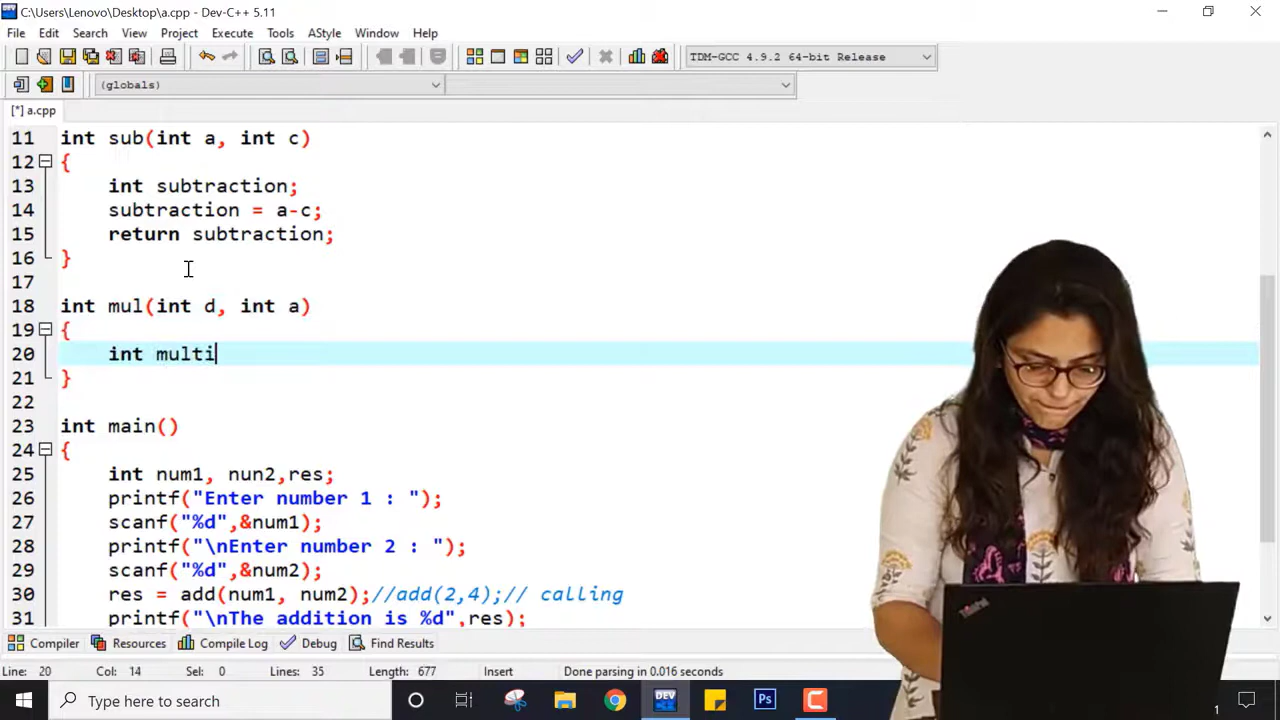 C:\Users\Lenovo\Desktop\a.cpp - Dev-C++ 5.11
File Edit Search View Project Execute Tools AStyle Window Help
TDM-GCC 4.9.2 64-bit Release
(globals)
[*] a.cpp
11 int sub(int a, int c)
12 {
13 int subtraction;
14 subtraction = a-c;
15 return subtraction;
16 }
17
18 int mul(int d, int a)
19 {
20 int multi
21 }
22
23 int main()
24 {
25 int num1, nun2,res;
26 printf("Enter number 1 : ");
27 scanf("%d",&num1);
28 printf("\nEnter number 2 : ");
29 scanf("%d",&num2);
30 res = add(num1, num2);//add(2,4);// calling
31 printf("\nThe addition is %d",res);
Compiler Resources Compile Log Debug Find Results
Line: 20 Col: 14 Sel: 0 Lines: 35 Length: 677 Insert Done parsing in 0.016 seconds
Type here to search
DEV
Ps
1
ThinkPad